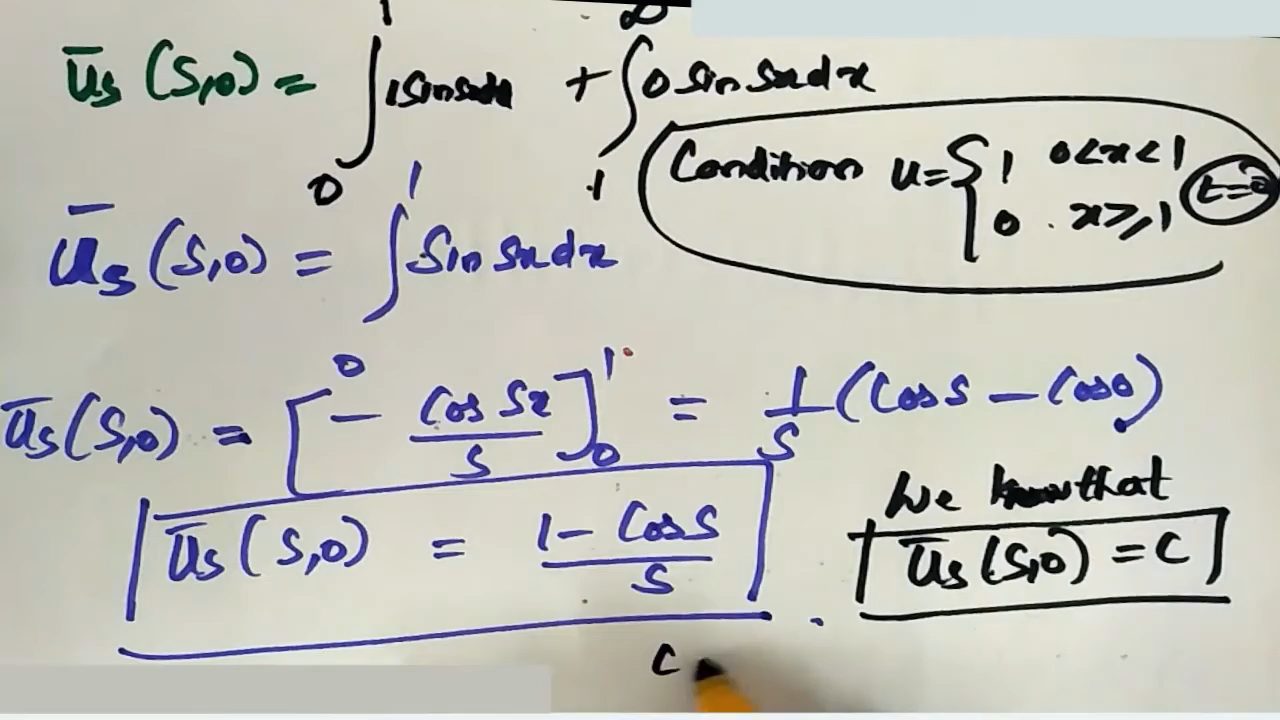 ūs (s,0) = ∫₀¹ 1 sin sx dx + ∫₁^∞ 0 sin sx dx
Condition u = { 1 0<x<1
0 . x≥1
t=0
ūs (s,0) = ∫₀¹ sin sx dx
ūs (s,0) = [ - cos sx / s ]₀¹ = 1/s (cos s - cos 0)
We know that
ūs (s,0) = 1 - cos s / s .
ūs (s,0) = c
c